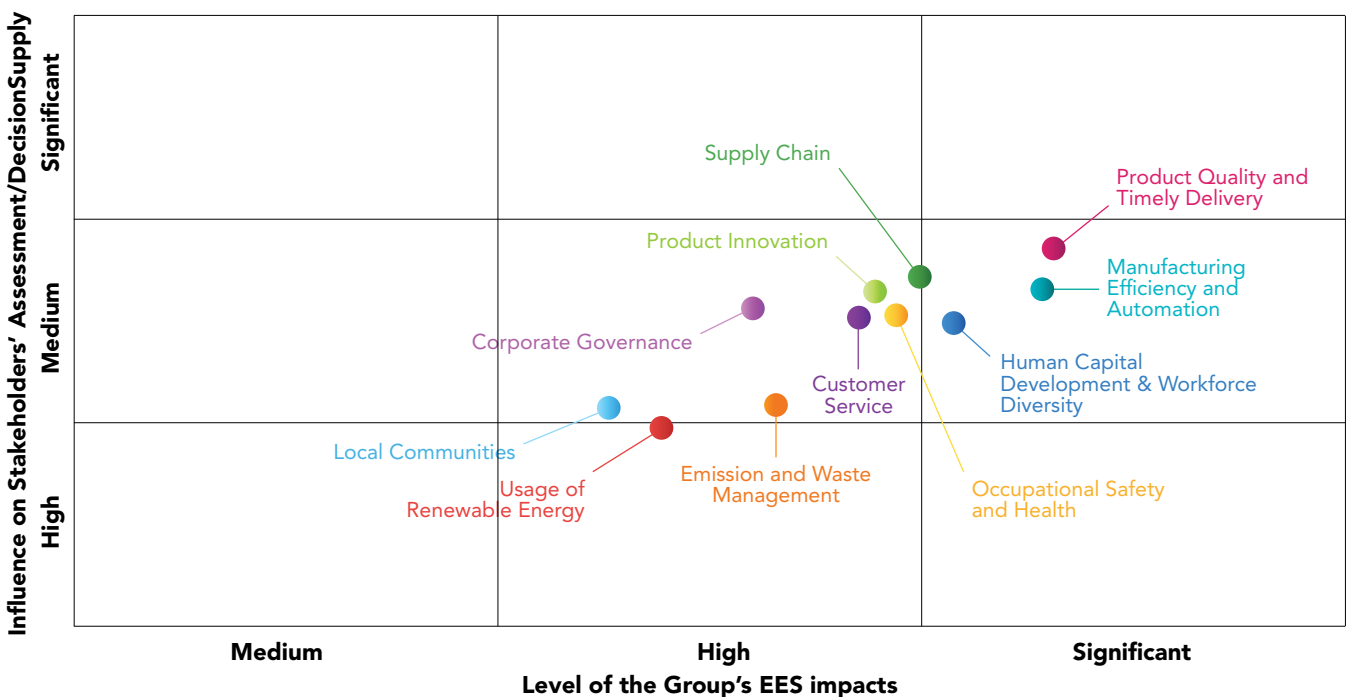 Influence on Stakeholders’ Assessment/DecisionSupply
Significant
Medium
High
Supply Chain
Product Quality and
Timely Delivery
Product Innovation
Manufacturing
Efficiency and
Automation
Corporate Governance
Customer
Service
Human Capital
Development & Workforce
Diversity
Local Communities
Usage of
Renewable Energy
Emission and Waste
Management
Occupational Safety
and Health
Medium
High
Significant
Level of the Group’s EES impacts